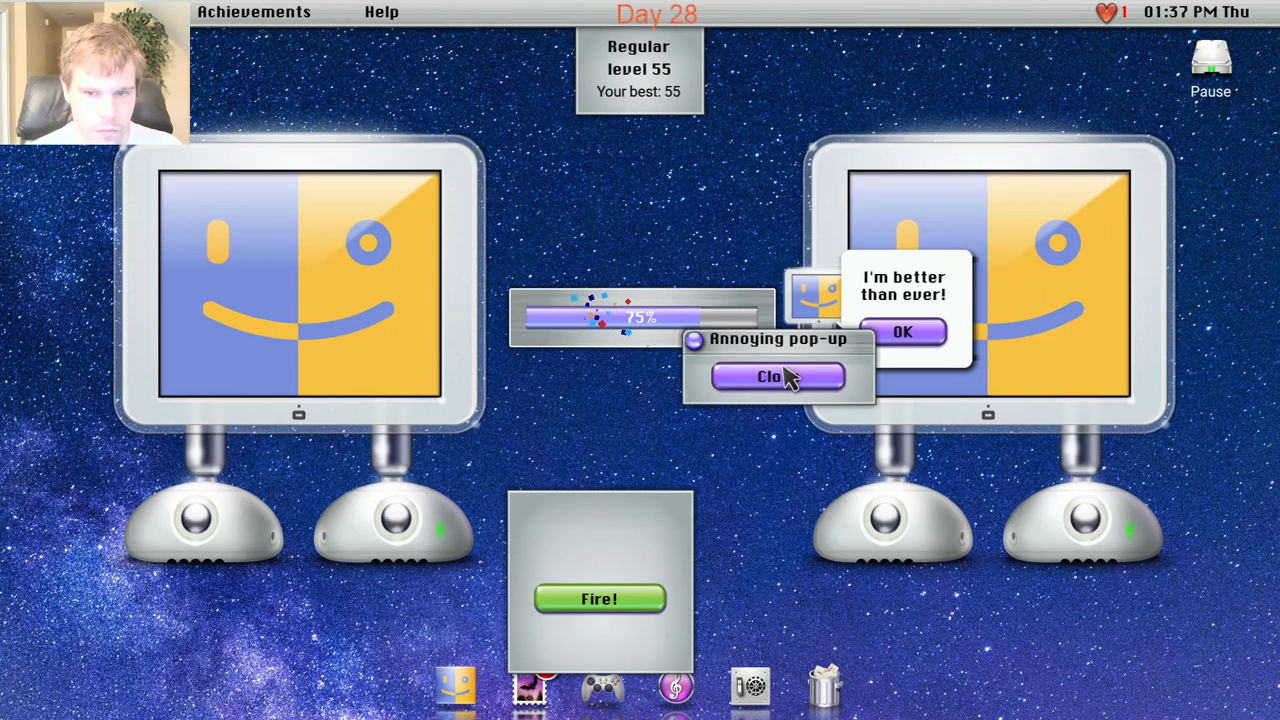 Achievements
Help
Day 28
1
01:37 PM Thu
Regular
level 55
Your best: 55
Pause
75%
I'm better
than ever!
OK
Annoying pop-up
Clo
Fire!